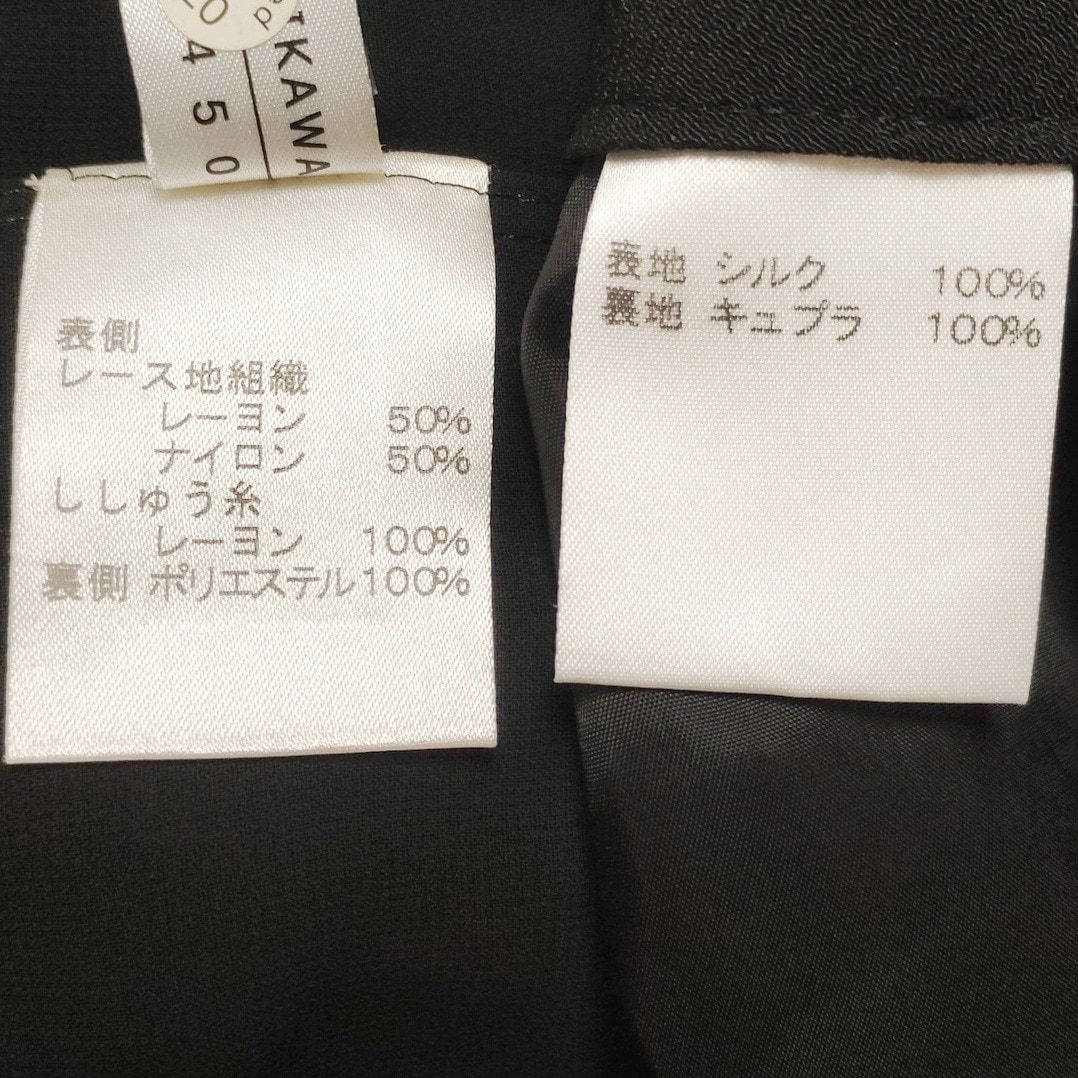 IKAWA
450
表側
レース地組織
レーヨン 50%
ナイロン 50%
ししゅう糸
レーヨン 100%
裏側 ポリエステル100%
表地 シルク 100%
裏地 キュプラ 100%